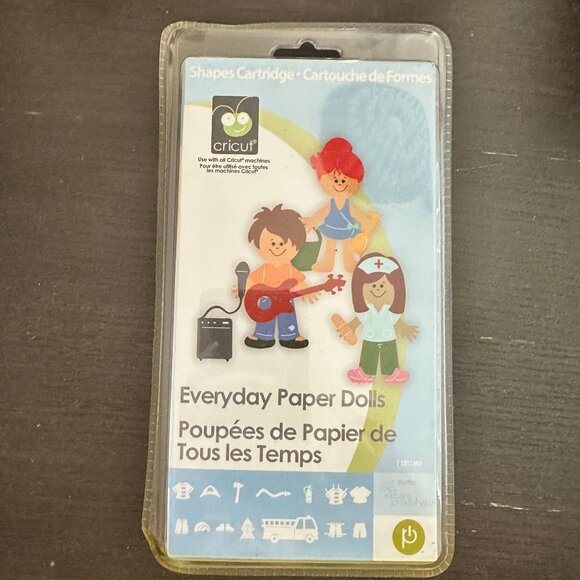 Shapes Cartridge • Cartouche de Formes
cricut®
Use with all Cricut® machines
Pour être utilisé avec toutes
les machines Cricut®
Everyday Paper Dolls
Poupées de Papier de
Tous les Temps